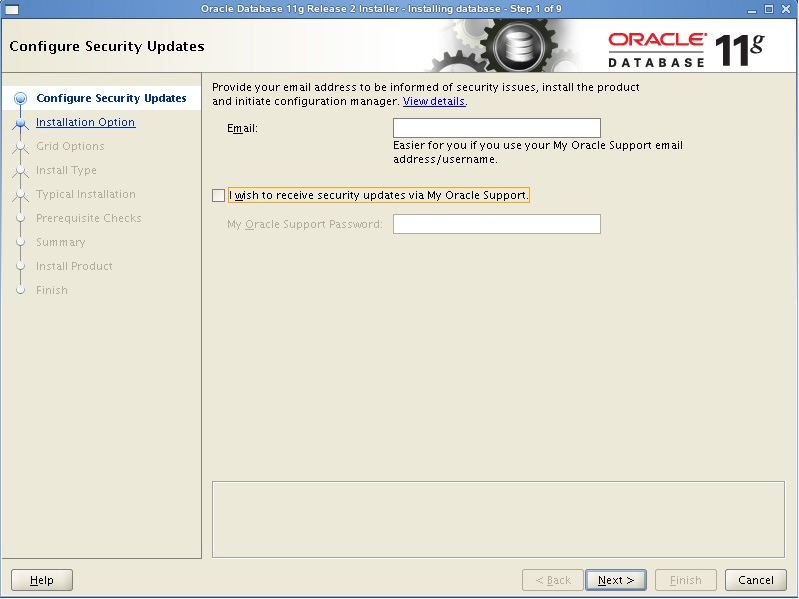 Oracle Database 11g Release 2 Installer - Installing database - Step 1 of 9
Configure Security Updates
ORACLE
DATABASE
11g
Configure Security Updates
Installation Option
Grid Options
Install Type
Typical Installation
Prerequisite Checks
Summary
Install Product
Finish
Provide your email address to be informed of security issues, install the product
and initiate configuration manager. View details.
Email:
Easier for you if you use your My Oracle Support email
address/username.
I wish to receive security updates via My Oracle Support.
My Oracle Support Password:
Help
< Back
Next >
Finish
Cancel